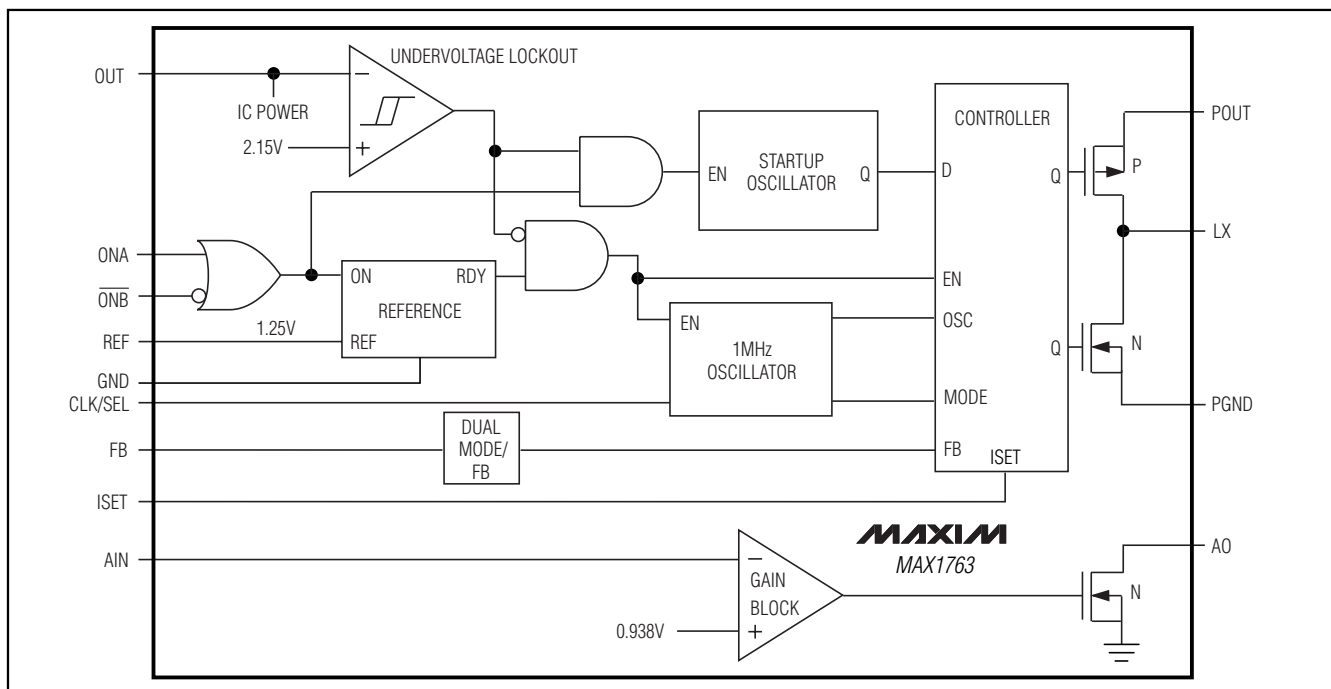 UNDERVOLTAGE LOCKOUT
OUT
−
IC POWER
2.15V
+
CONTROLLER
POUT
EN
STARTUP
OSCILLATOR
Q
D
Q
P
LX
ONA
ONB
ON
RDY
REFERENCE
1.25V
REF
REF
EN
EN
OSC
1MHz
OSCILLATOR
Q
N
GND
CLK/SEL
MODE
PGND
FB
DUAL
MODE/
FB
FB
ISET
ISET
MAXIM
MAX1763
AIN
−
GAIN
BLOCK
AO
N
0.938V
+